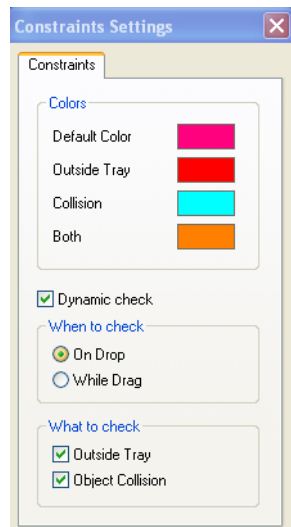 Constraints Settings
Constraints
Colors
Default Color
Outside Tray
Collision
Both
Dynamic check
When to check
On Drop
While Drag
What to check
Outside Tray
Object Collision